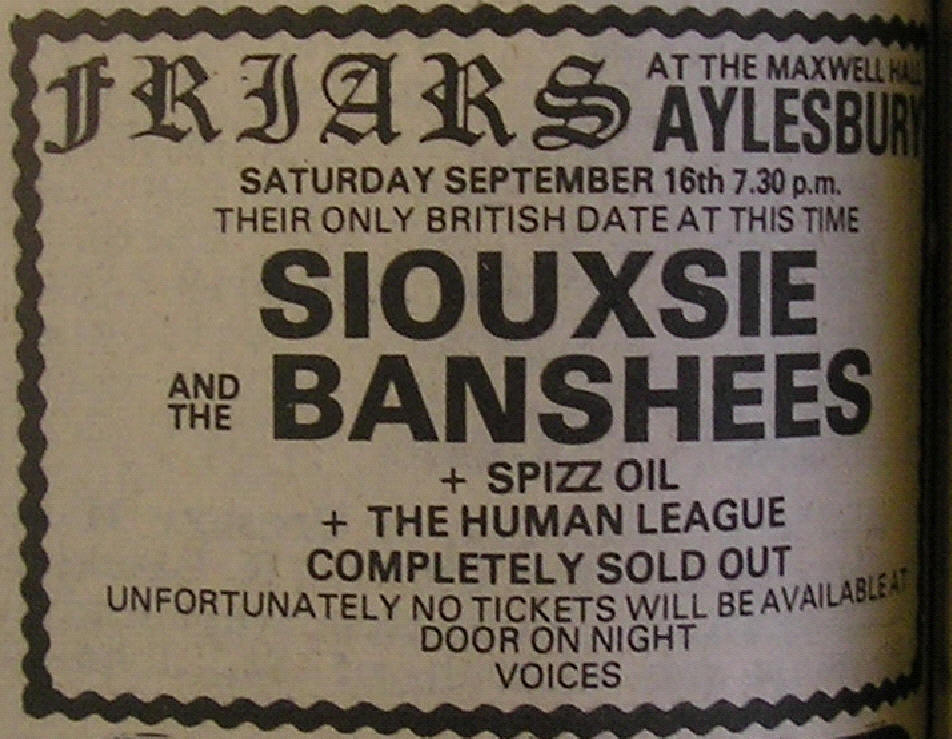 FRIARS AT THE MAXWELL HALL
AYLESBURY
SATURDAY SEPTEMBER 16th 7.30 p.m.
THEIR ONLY BRITISH DATE AT THIS TIME
SIOUXSIE
AND THE BANSHEES
+ SPIZZ OIL
+ THE HUMAN LEAGUE
COMPLETELY SOLD OUT
UNFORTUNATELY NO TICKETS WILL BE AVAILABLE AT
DOOR ON NIGHT
VOICES